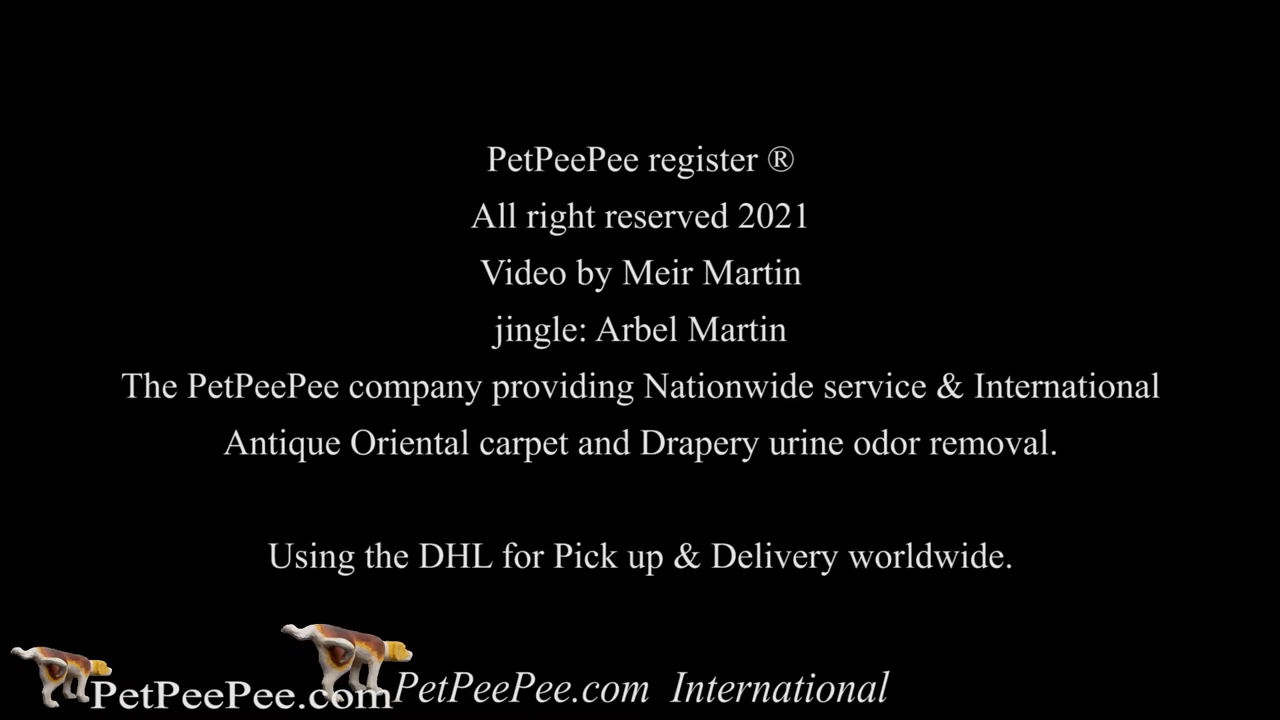 PetPeePee register ®
All right reserved 2021
Video by Meir Martin
jingle: Arbel Martin
The PetPeePee company providing Nationwide service & International
Antique Oriental carpet and Drapery urine odor removal.
Using the DHL for Pick up & Delivery worldwide.
PetPeePee.com
PetPeePee.com International